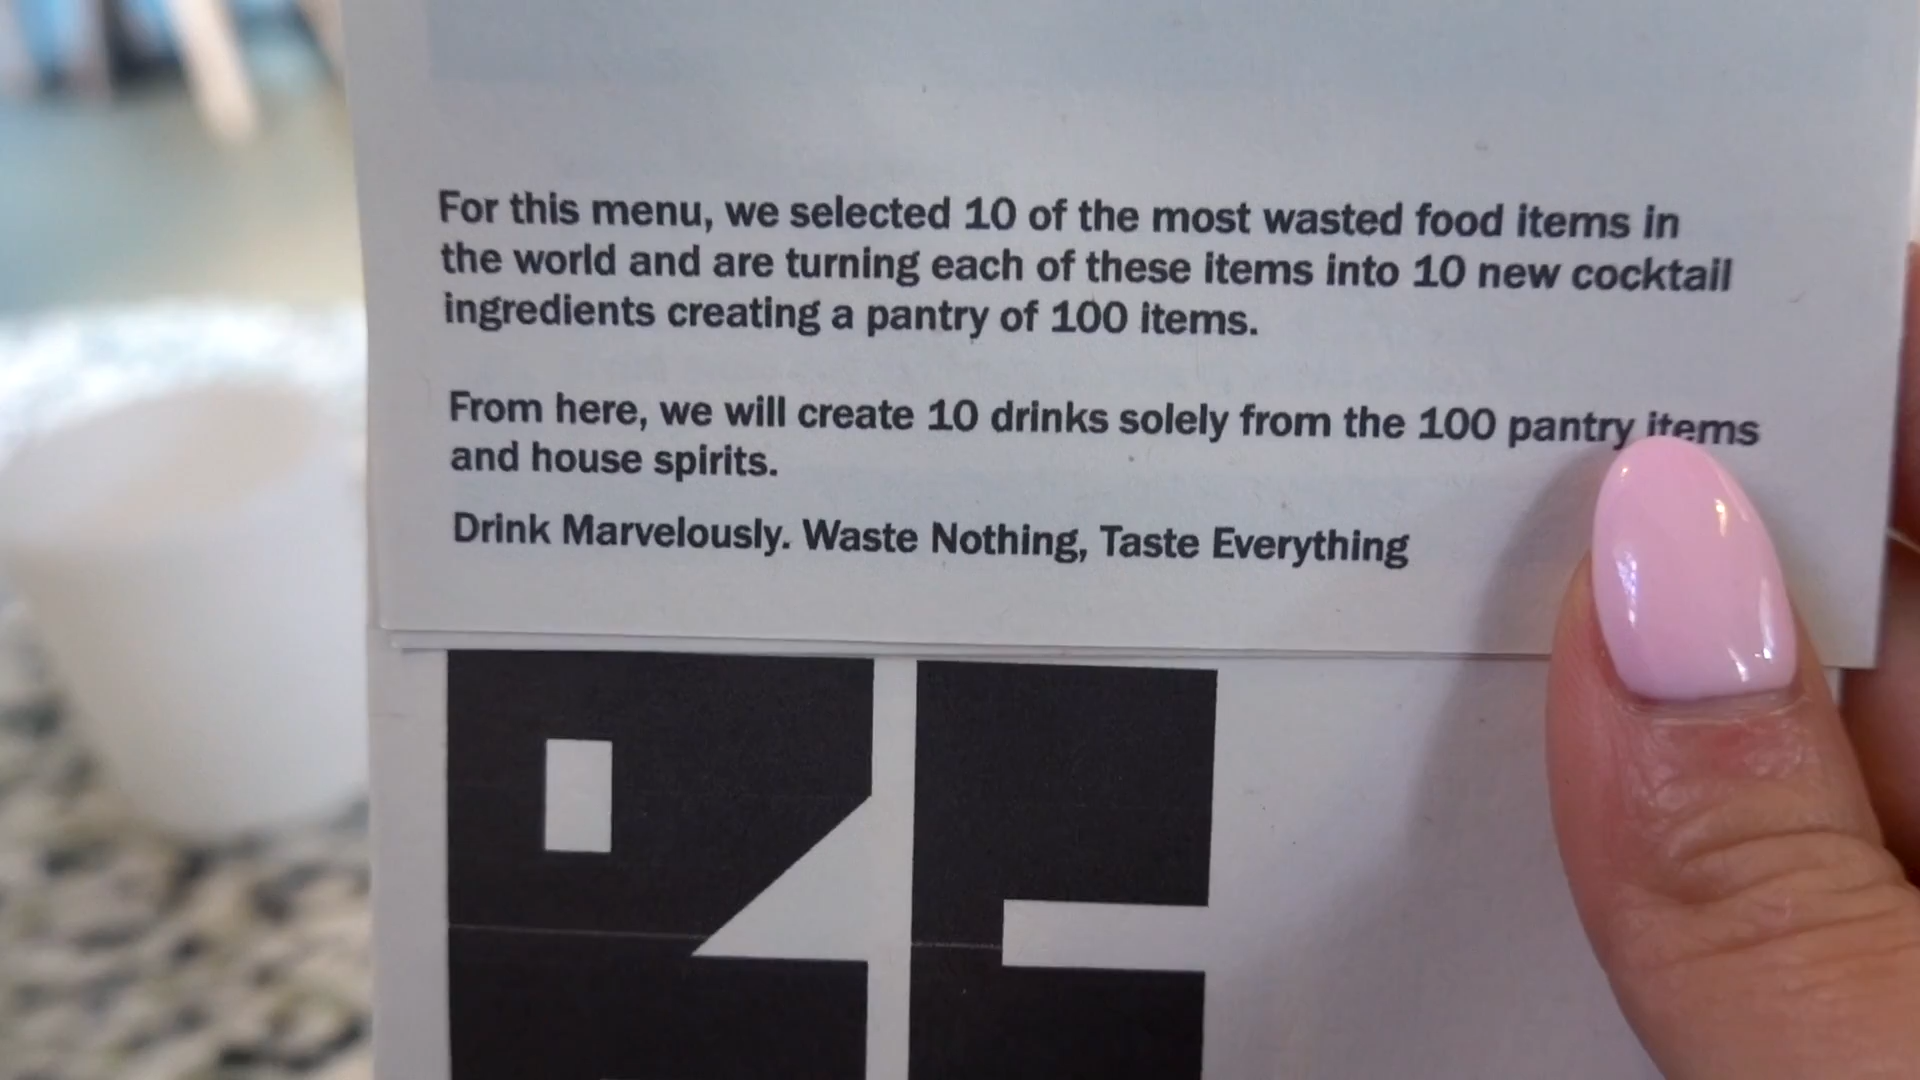 For this menu, we selected 10 of the most wasted food items in
the world and are turning each of these items into 10 new cocktail
ingredients creating a pantry of 100 items.
From here, we will create 10 drinks solely from the 100 pantry items
and house spirits.
Drink Marvelously. Waste Nothing, Taste Everything